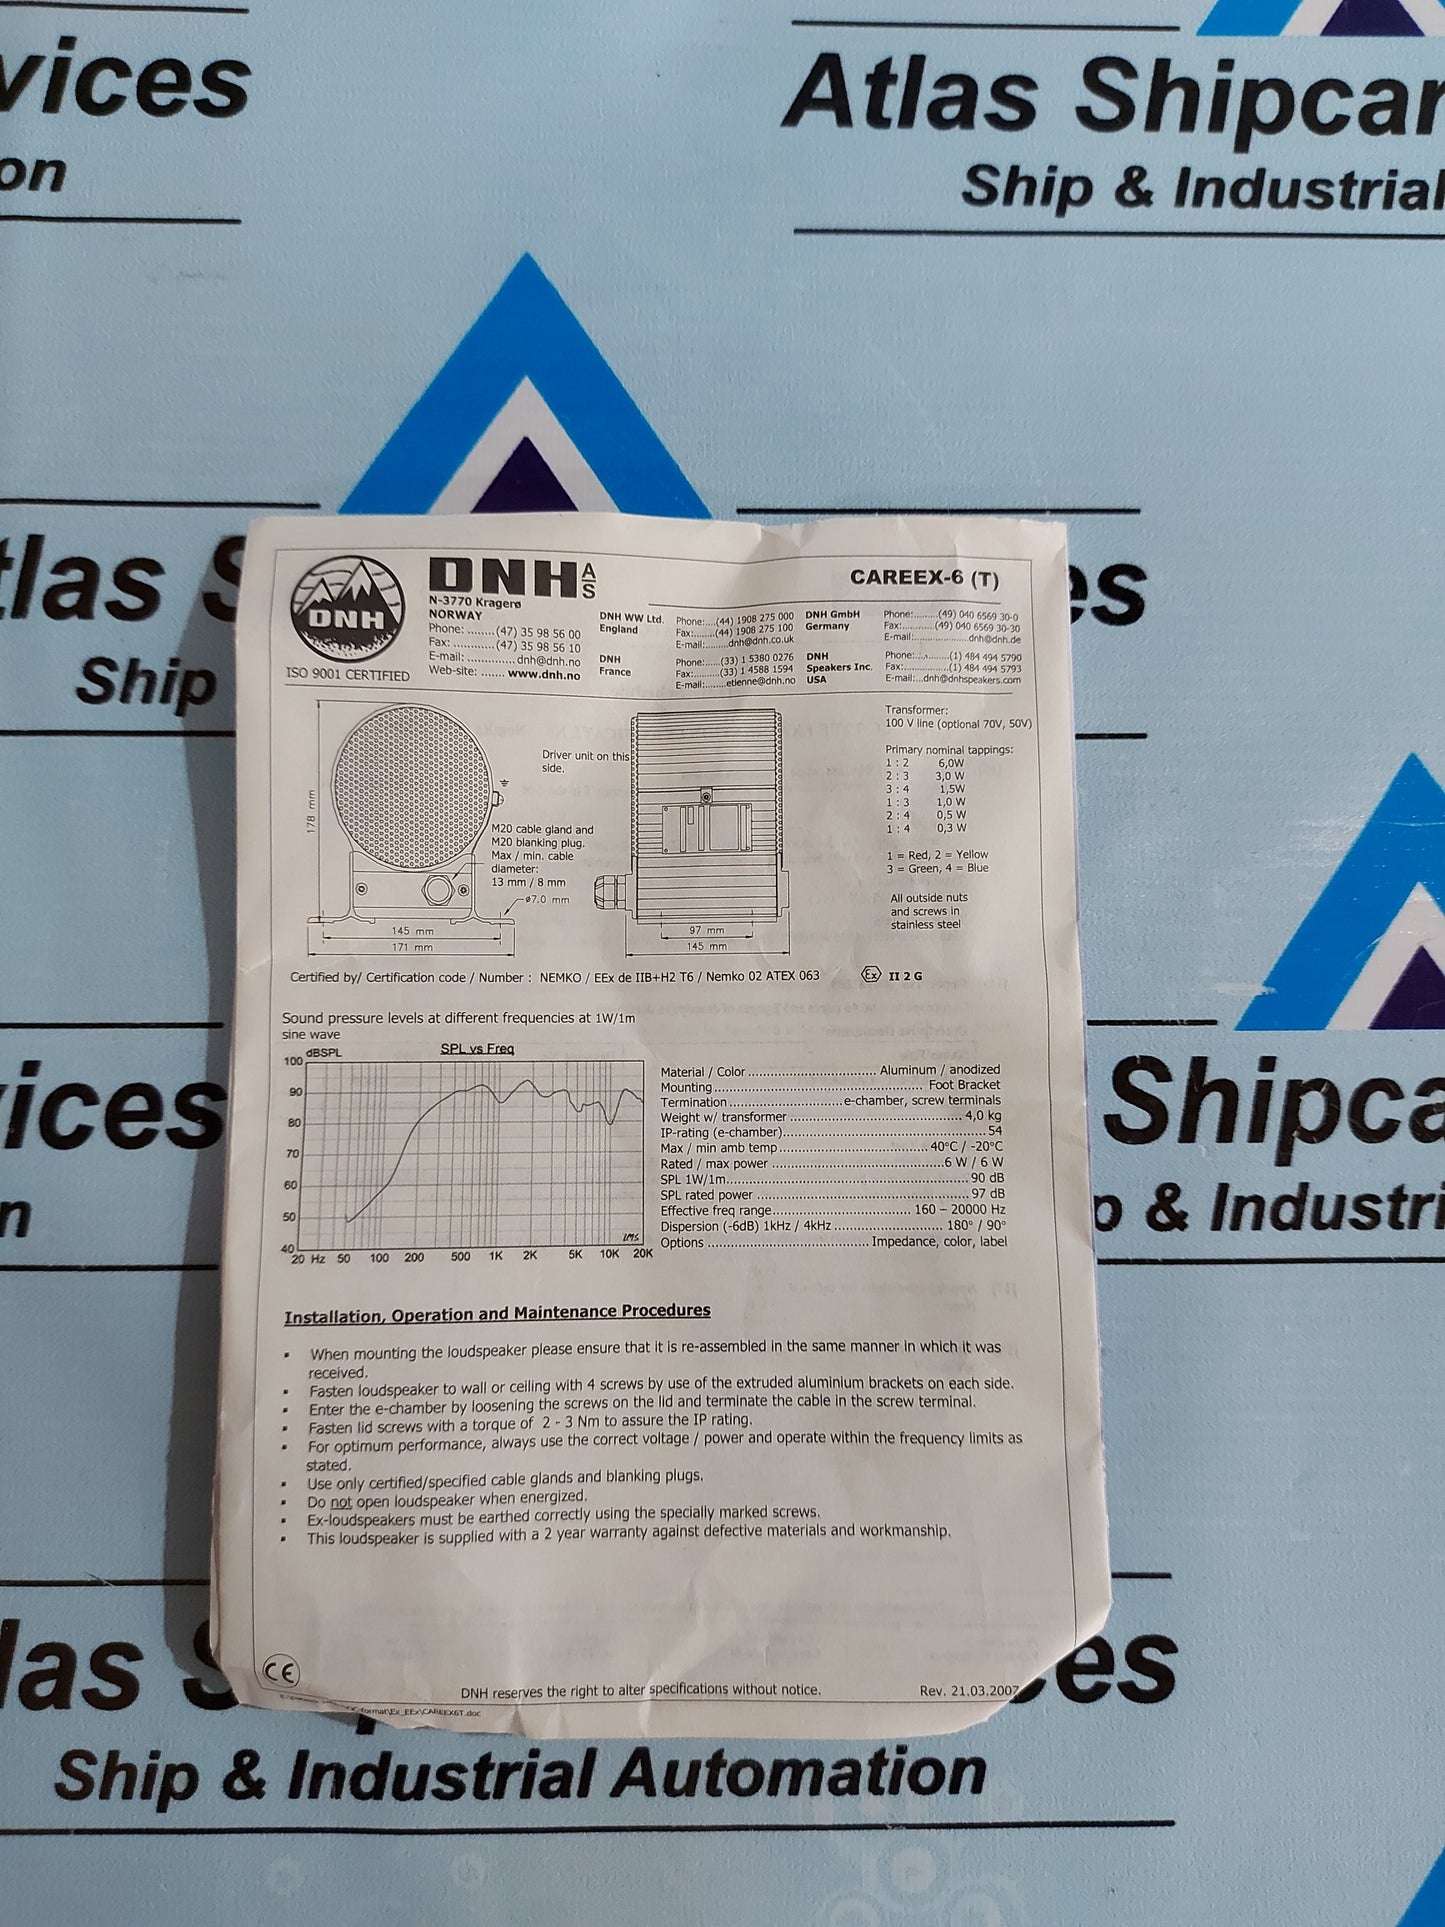 vices
on
Atlas Shipcar
Ship & Industrial
tlas S
es
Ship
DNH
ISO 9001 CERTIFIED
DNH A/S
N-3770 Kragerø
NORWAY
Phone: ........(47) 35 98 56 00
Fax: ............(47) 35 98 56 10
E-mail: ..............dnh@dnh.no
Web-site: ....... www.dnh.no
CAREEX-6 (T)
DNH WW Ltd.
England
Phone:....(44) 1908 275 000
Fax:.......(44) 1908 275 100
E-mail:..........dnh@dnh.co.uk
DNH GmbH
Germany
Phone:........(49) 040 6569 30-0
Fax:...........(49) 040 6569 30-30
E-mail:......................dnh@dnh.de
DNH
France
Phone:.....(33) 1 5380 0276
Fax:.........(33) 1 4588 1594
E-mail:.......etienne@dnh.no
DNH
Speakers Inc.
USA
Phone:............(1) 484 494 5790
Fax:...............(1) 484 494 5793
E-mail:...dnh@dnhspeakers.com
178 mm
Driver unit on this
side.
M20 cable gland and
M20 blanking plug.
Max / min. cable
diameter:
13 mm / 8 mm
ø7.0 mm
145 mm
171 mm
97 mm
145 mm
Transformer:
100 V line (optional 70V, 50V)
Primary nominal tappings:
1 : 2 6,0W
2 : 3 3,0 W
3 : 4 1,5W
1 : 3 1,0 W
2 : 4 0,5 W
1 : 4 0,3 W
1 = Red, 2 = Yellow
3 = Green, 4 = Blue
All outside nuts
and screws in
stainless steel
Certified by/ Certification code / Number : NEMKO / EEx de IIB+H2 T6 / Nemko 02 ATEX 063 Ex II 2 G
Sound pressure levels at different frequencies at 1W/1m
sine wave
dBSPL SPL vs Freq
100
90
80
70
60
50
40
20 Hz 50 100 200 500 1K 2K 5K 10K 20K
LMS
Material / Color ................................ Aluminum / anodized
Mounting..................................................... Foot Bracket
Termination ............................e-chamber, screw terminals
Weight w/ transformer ........................................... 4,0 kg
IP-rating (e-chamber)................................................... 54
Max / min amb temp..................................... 40°C / -20°C
Rated / max power ...........................................6 W / 6 W
SPL 1W/1m............................................................. 90 dB
SPL rated power ..................................................... 97 dB
Effective freq range.................................. 160 – 20000 Hz
Dispersion (-6dB) 1kHz / 4kHz ........................... 180° / 90°
Options ........................................ Impedance, color, label
Installation, Operation and Maintenance Procedures
▪ When mounting the loudspeaker please ensure that it is re-assembled in the same manner in which it was
received.
▪ Fasten loudspeaker to wall or ceiling with 4 screws by use of the extruded aluminium brackets on each side.
▪ Enter the e-chamber by loosening the screws on the lid and terminate the cable in the screw terminal.
▪ Fasten lid screws with a torque of 2 - 3 Nm to assure the IP rating.
▪ For optimum performance, always use the correct voltage / power and operate within the frequency limits as
stated.
▪ Use only certified/specified cable glands and blanking plugs.
▪ Do not open loudspeaker when energized.
▪ Ex-loudspeakers must be earthed correctly using the specially marked screws.
▪ This loudspeaker is supplied with a 2 year warranty against defective materials and workmanship.
CE
DNH reserves the right to alter specifications without notice.
Rev. 21.03.2007
format\Ex_EEx\CAREEX6T.doc
ices
n
Shipca
p & Industri
las S
es
Ship & Industrial Automation